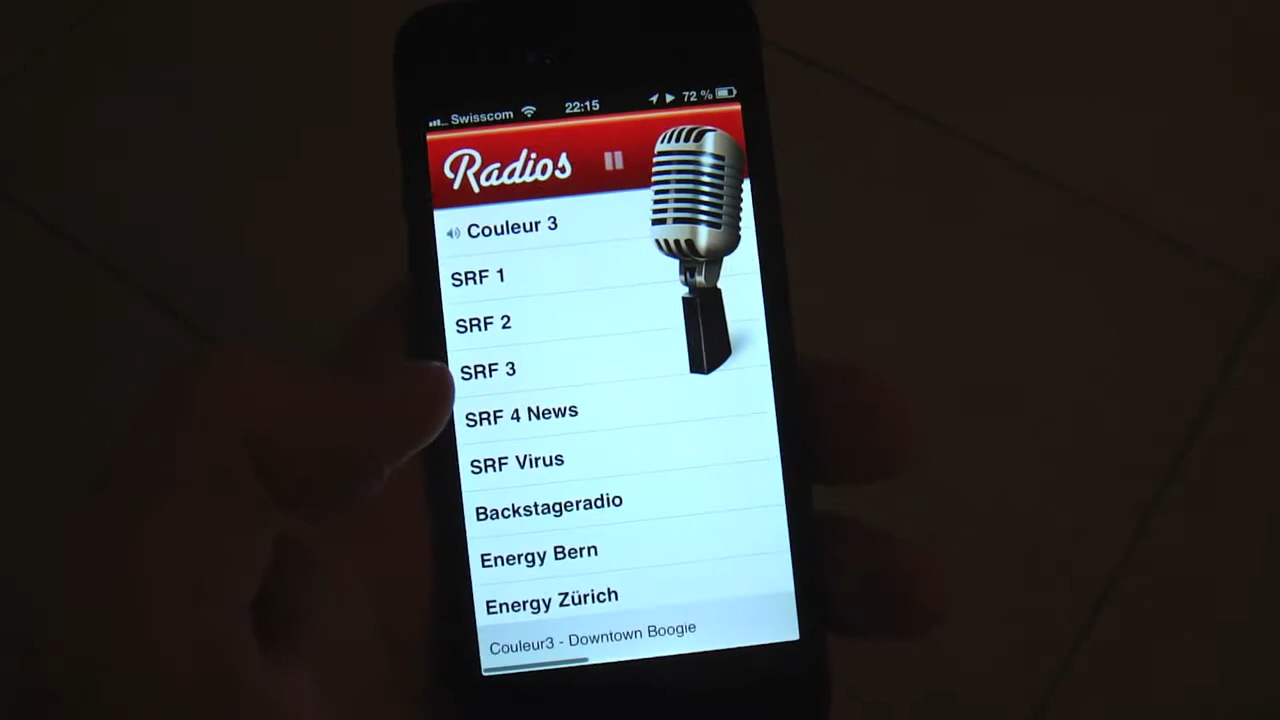 Swisscom 22:15 72 %
Radios
Couleur 3
SRF 1
SRF 2
SRF 3
SRF 4 News
SRF Virus
Backstageradio
Energy Bern
Energy Zürich
Couleur3 - Downtown Boogie